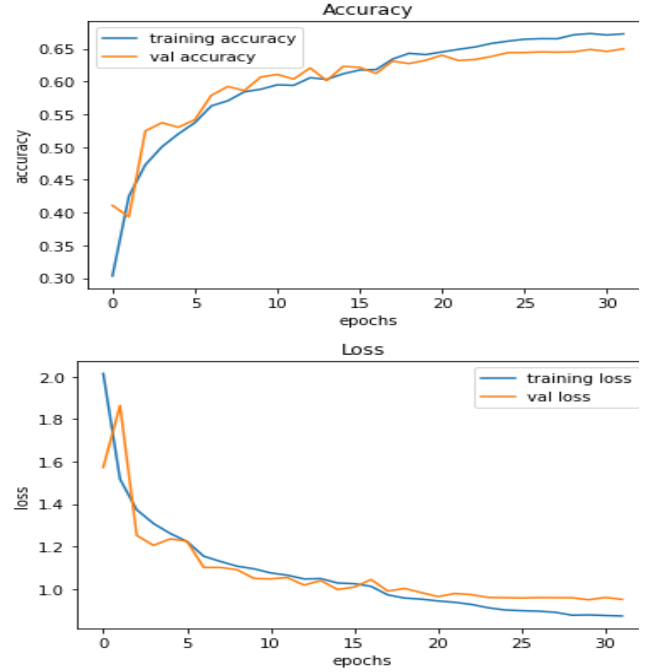 Accuracy
training accuracy
val accuracy
0.65
0.60
0.55
0.50
0.45
0.40
0.35
0.30
accuracy
0 5 10 15 20 25 30
epochs
Loss
training loss
val loss
2.0
1.8
1.6
1.4
1.2
1.0
loss
0 5 10 15 20 25 30
epochs